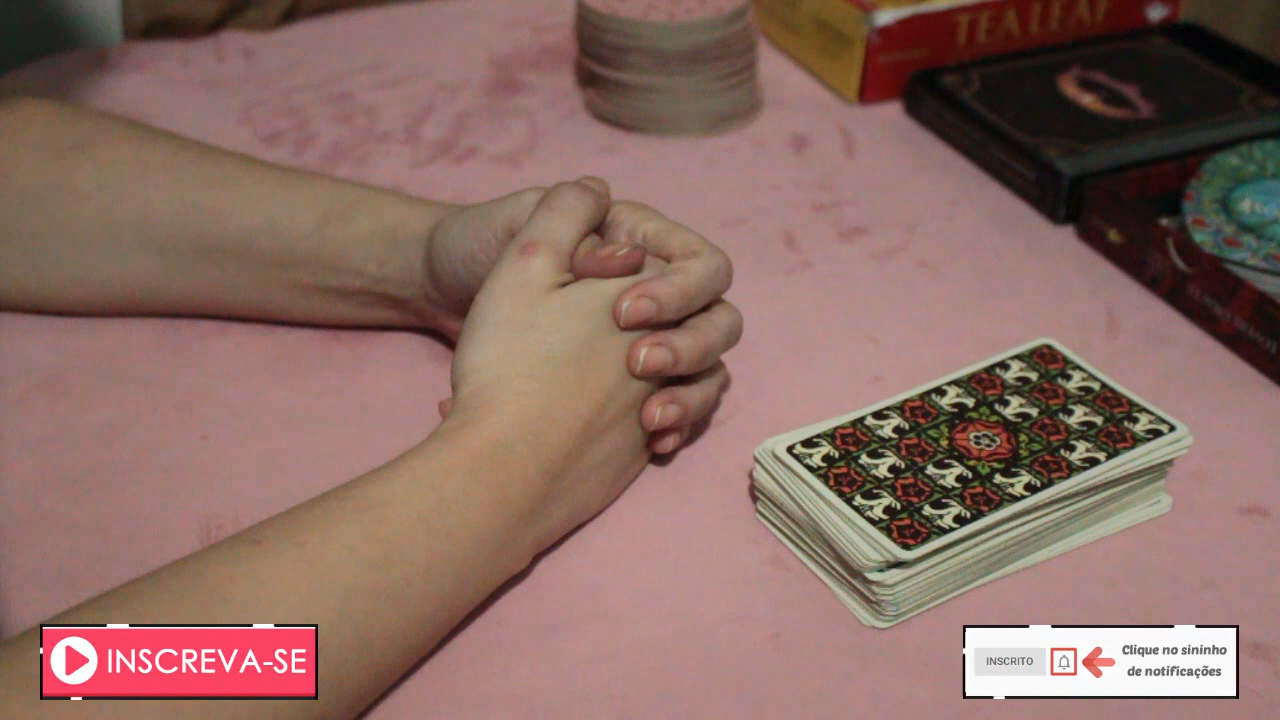 TEA LEAF
INSCREVA-SE
INSCRITO
Clique no sininho
de notificações